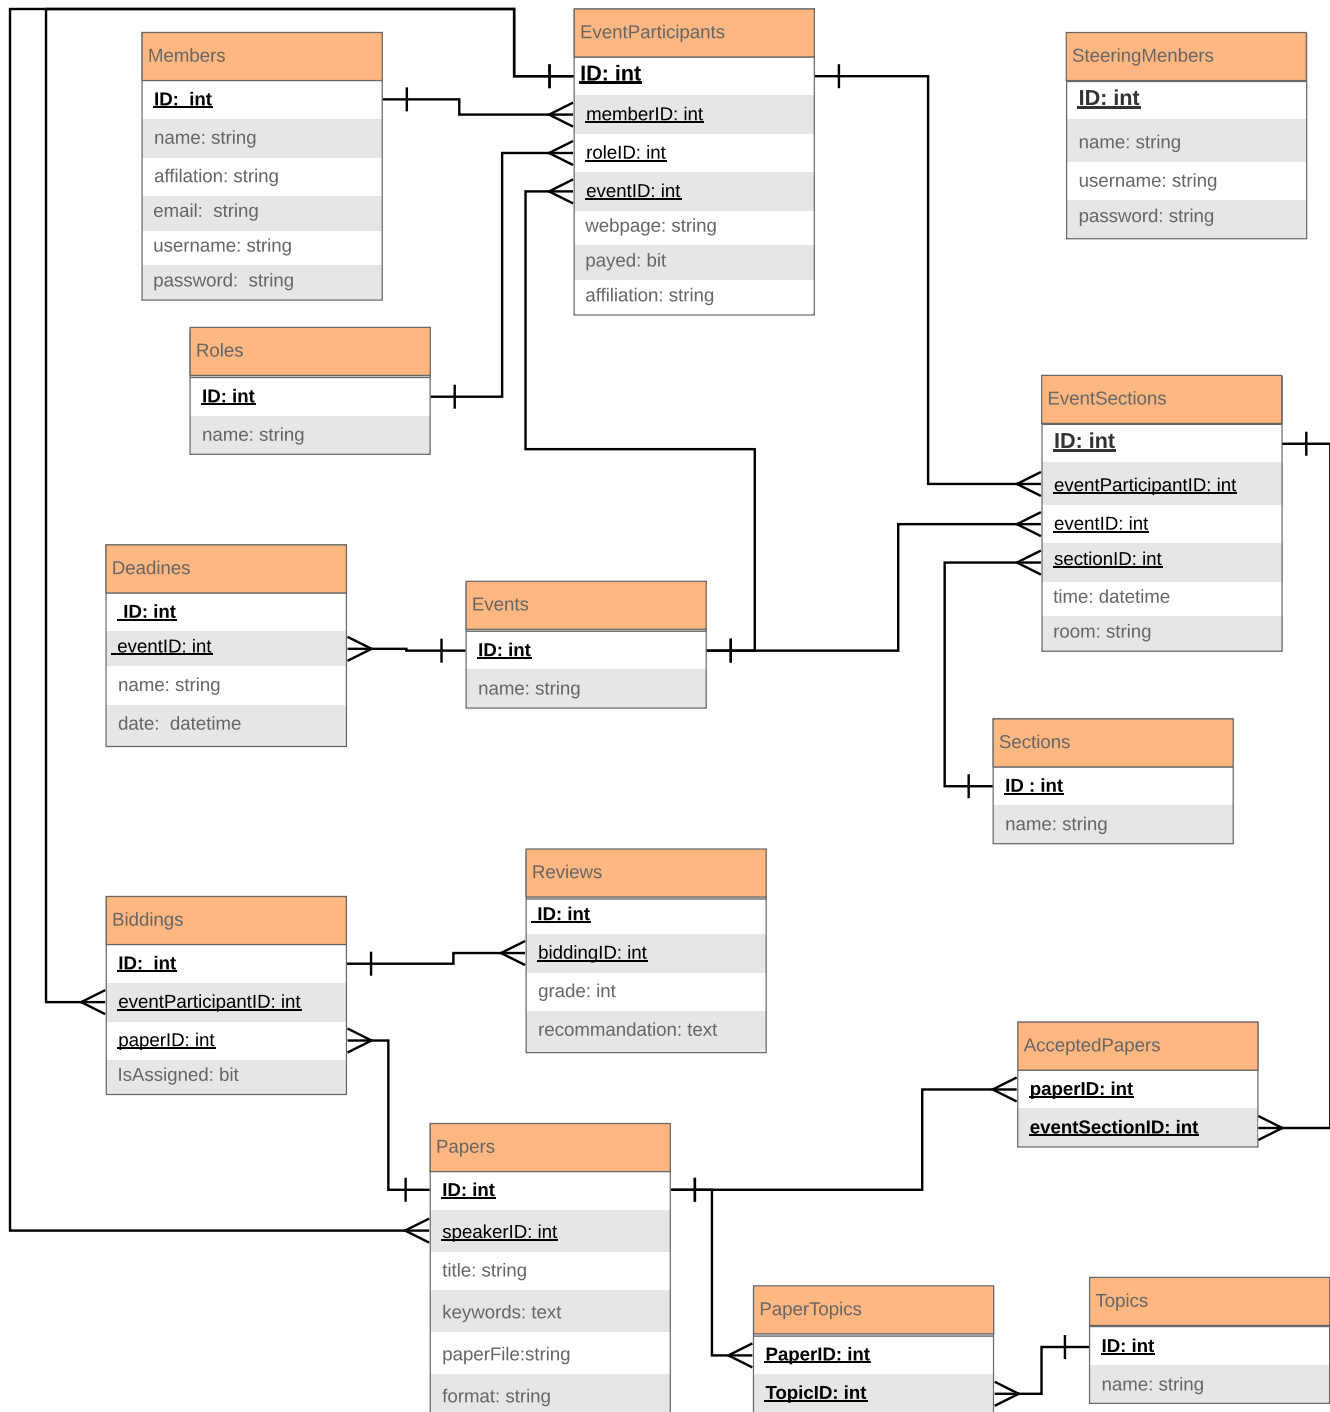 Members
ID:  int
name: string
affilation: string
email:  string
username: string
password:  string
EventParticipants
ID: int
memberID: int
roleID: int
eventID: int
webpage: string
payed: bit
affiliation: string
SteeringMenbers
ID: int
name: string
username: string
password: string
Roles
ID: int
name: string
EventSections
ID: int
eventParticipantID: int
eventID: int
sectionID: int
time: datetime
room: string
Deadines
ID: int
eventID: int
name: string
date:  datetime
Events
ID: int
name: string
Sections
ID : int
name: string
Biddings
ID:  int
eventParticipantID: int
paperID: int
IsAssigned: bit
Reviews
ID: int
biddingID: int
grade: int
recommandation: text
AcceptedPapers
paperID: int
eventSectionID: int
Papers
ID: int
speakerID: int
title: string
keywords: text
paperFile:string
format: string
PaperTopics
PaperID: int
TopicID: int
Topics
ID: int
name: string